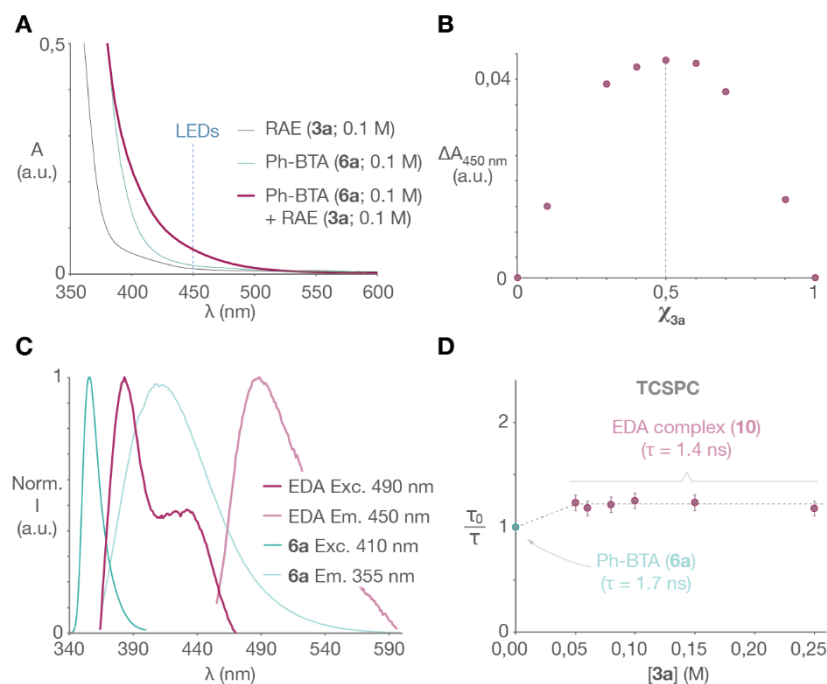 A
0,5
A
(a.u.)
0
350
400
450
500
550
600
λ (nm)
LEDs
RAE (3a; 0.1 M)
Ph-BTA (6a; 0.1 M)
Ph-BTA (6a; 0.1 M)
+ RAE (3a; 0.1 M)
B
0,04
ΔA450 nm
(a.u.)
0
0
0,5
1
χ3a
C
1
Norm.
I
(a.u.)
0
340
390
440
490
540
590
λ (nm)
EDA Exc. 490 nm
EDA Em. 450 nm
6a Exc. 410 nm
6a Em. 355 nm
D
TCSPC
2
EDA complex (10)
(τ = 1.4 ns)
τ0
τ
1
Ph-BTA (6a)
(τ = 1.7 ns)
0
0,00
0,05
0,10
0,15
0,20
0,25
[3a] (M)